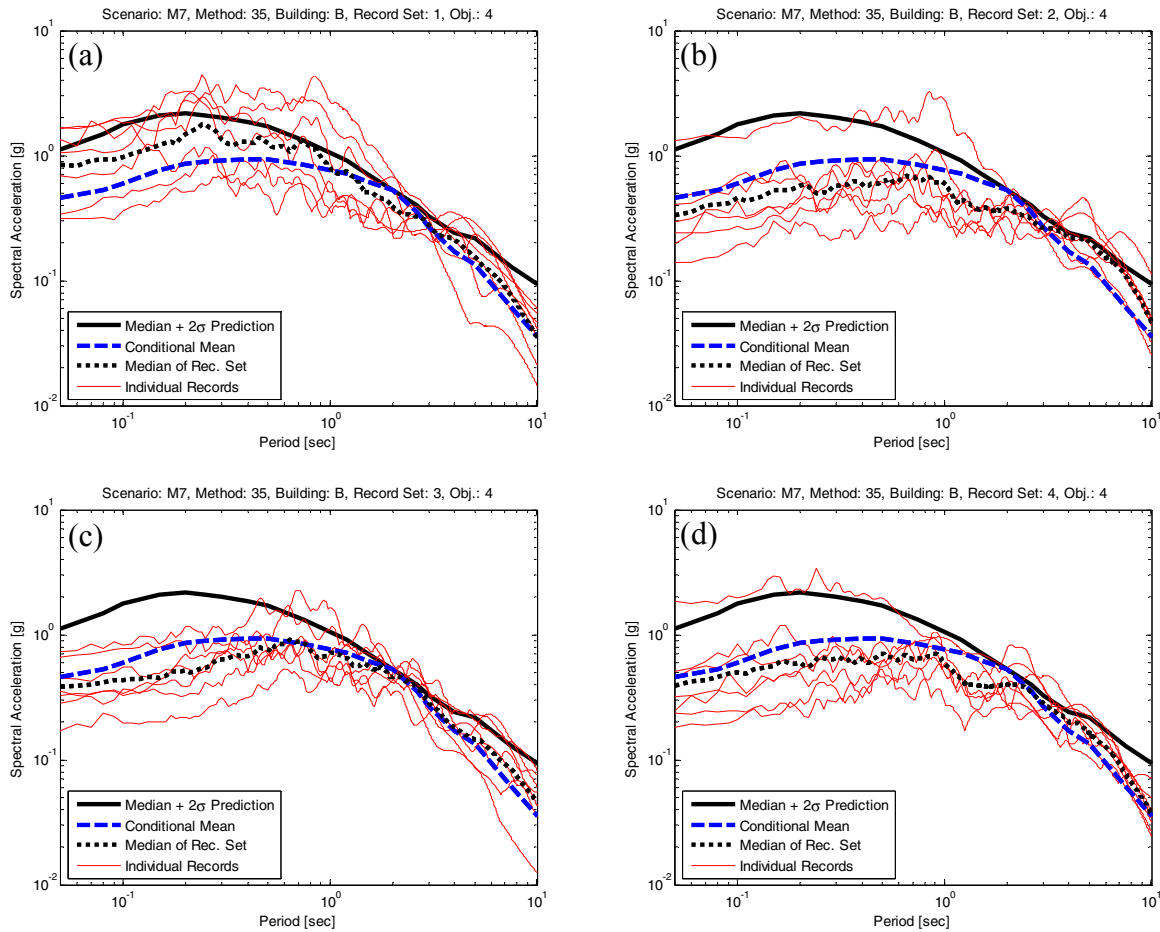 Scenario: M7, Method: 35, Building: B, Record Set: 1, Obj.: 4
(a)
10^1
10^0
10^-1
10^-2
Spectral Acceleration [g]
Median + 2σ Prediction
Conditional Mean
Median of Rec. Set
Individual Records
10^-1
10^0
10^1
Period [sec]
Scenario: M7, Method: 35, Building: B, Record Set: 2, Obj.: 4
(b)
10^1
10^0
10^-1
10^-2
Spectral Acceleration [g]
Median + 2σ Prediction
Conditional Mean
Median of Rec. Set
Individual Records
10^-1
10^0
10^1
Period [sec]
Scenario: M7, Method: 35, Building: B, Record Set: 3, Obj.: 4
(c)
10^1
10^0
10^-1
10^-2
Spectral Acceleration [g]
Median + 2σ Prediction
Conditional Mean
Median of Rec. Set
Individual Records
10^-1
10^0
10^1
Period [sec]
Scenario: M7, Method: 35, Building: B, Record Set: 4, Obj.: 4
(d)
10^1
10^0
10^-1
10^-2
Spectral Acceleration [g]
Median + 2σ Prediction
Conditional Mean
Median of Rec. Set
Individual Records
10^-1
10^0
10^1
Period [sec]